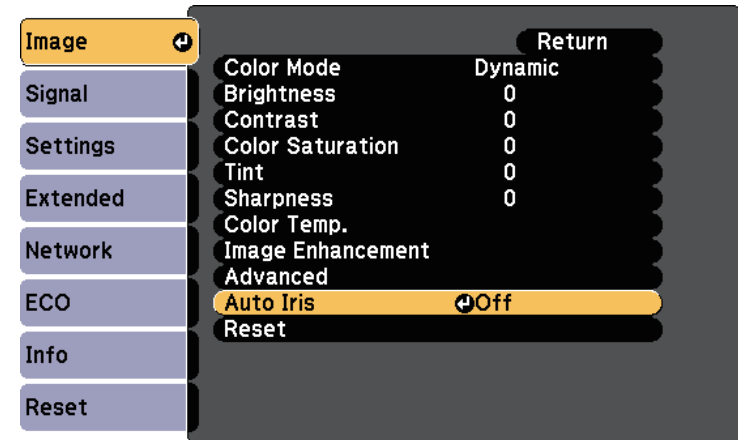 Image
Signal
Settings
Extended
Network
ECO
Info
Reset
Return
Color Mode Dynamic
Brightness 0
Contrast 0
Color Saturation 0
Tint 0
Sharpness 0
Color Temp.
Image Enhancement
Advanced
Auto Iris Off
Reset